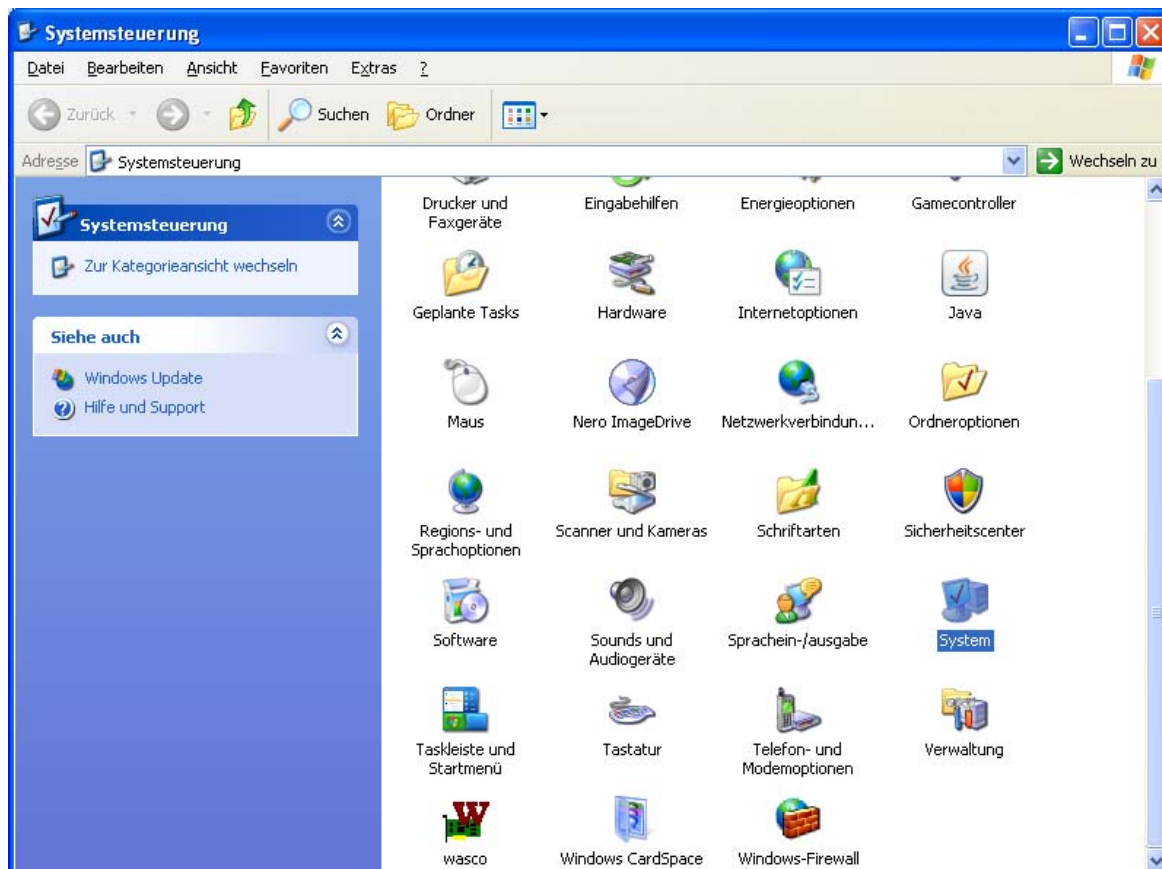 Systemsteuerung
Datei Bearbeiten Ansicht Favoriten Extras ?
Zurück Suchen Ordner
Adresse Systemsteuerung Wechseln zu
Systemsteuerung
Zur Kategorieansicht wechseln
Siehe auch
Windows Update
Hilfe und Support
Drucker und
Faxgeräte
Eingabehilfen
Energieoptionen
Gamecontroller
Geplante Tasks
Hardware
Internetoptionen
Java
Maus
Nero ImageDrive
Netzwerkverbindun...
Ordneroptionen
Regions- und
Sprachoptionen
Scanner und Kameras
Schriftarten
Sicherheitscenter
Software
Sounds und
Audiogeräte
Sprachein-/ausgabe
System
Taskleiste und
Startmenü
Tastatur
Telefon- und
Modemoptionen
Verwaltung
W
wasco
Windows CardSpace
Windows-Firewall